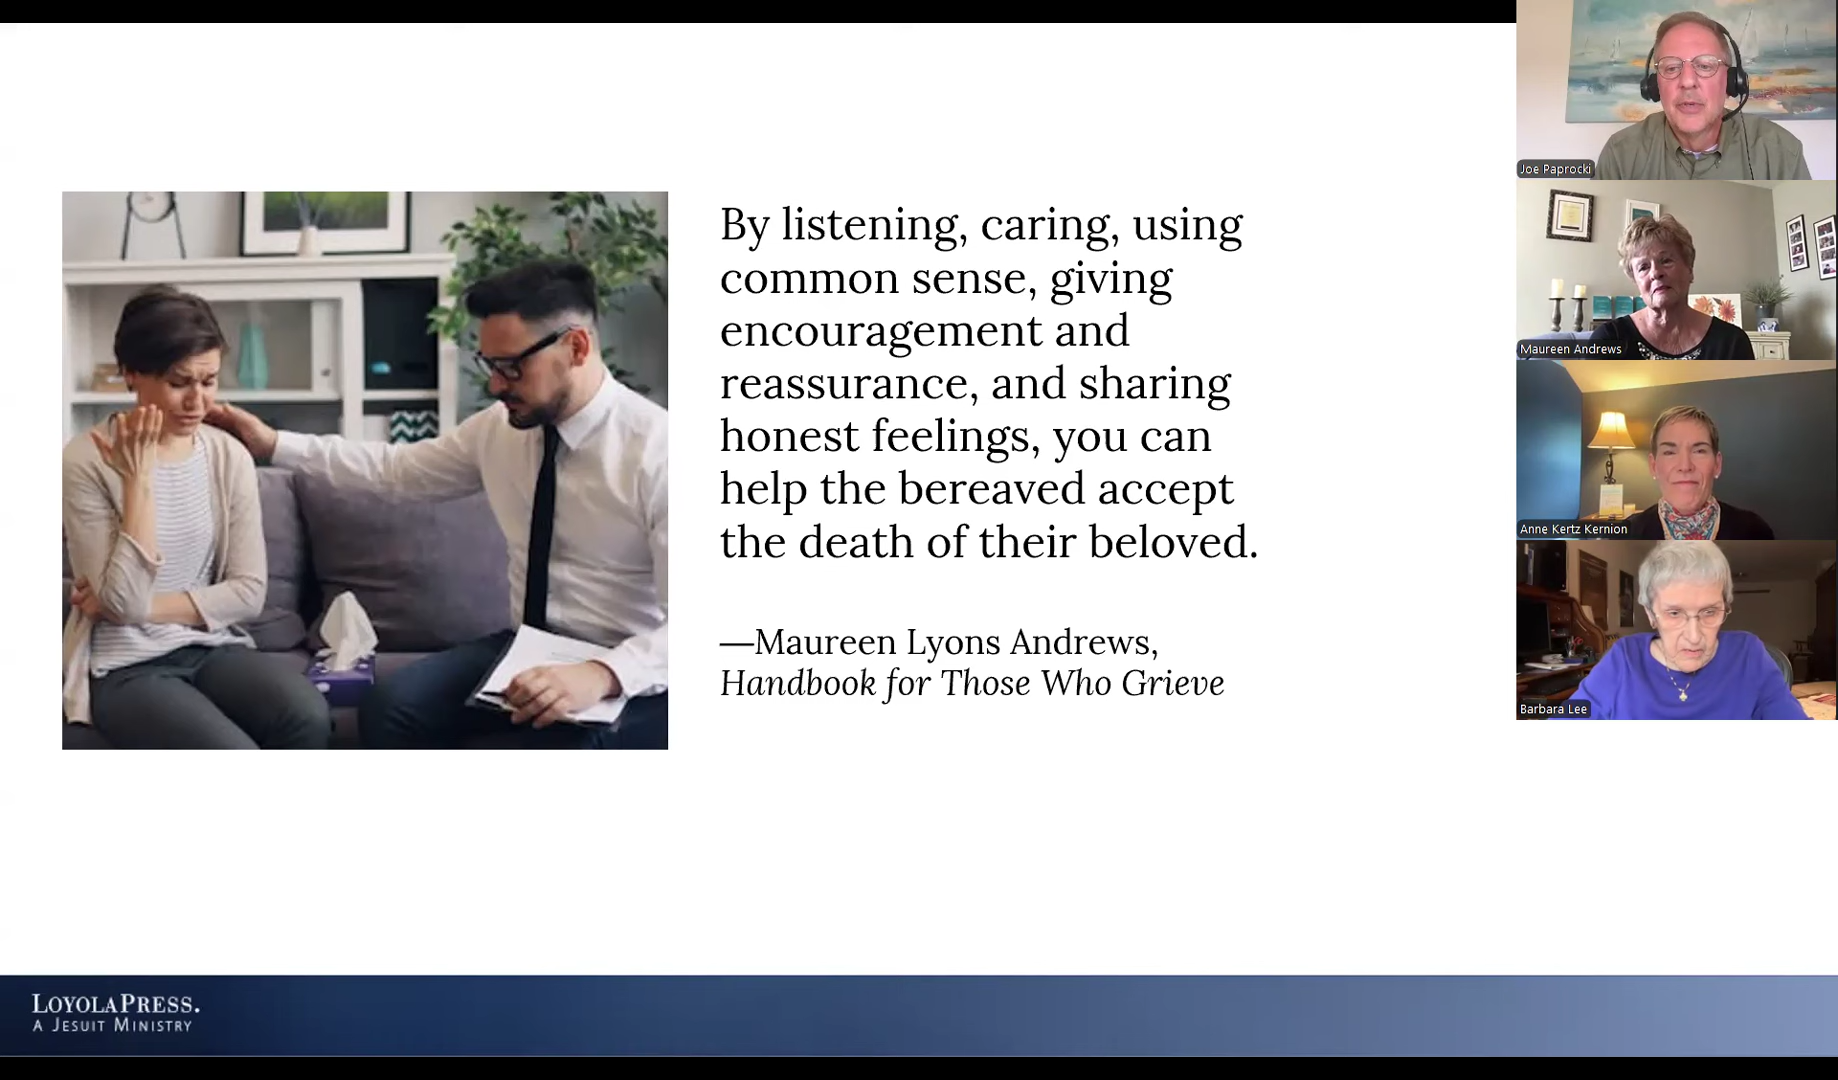 By listening, caring, using
common sense, giving
encouragement and
reassurance, and sharing
honest feelings, you can
help the bereaved accept
the death of their beloved.
—Maureen Lyons Andrews,
Handbook for Those Who Grieve
Joe Paprocki
Maureen Andrews
Anne Kertz Kernion
Barbara Lee
LOYOLAPRESS.
A JESUIT MINISTRY